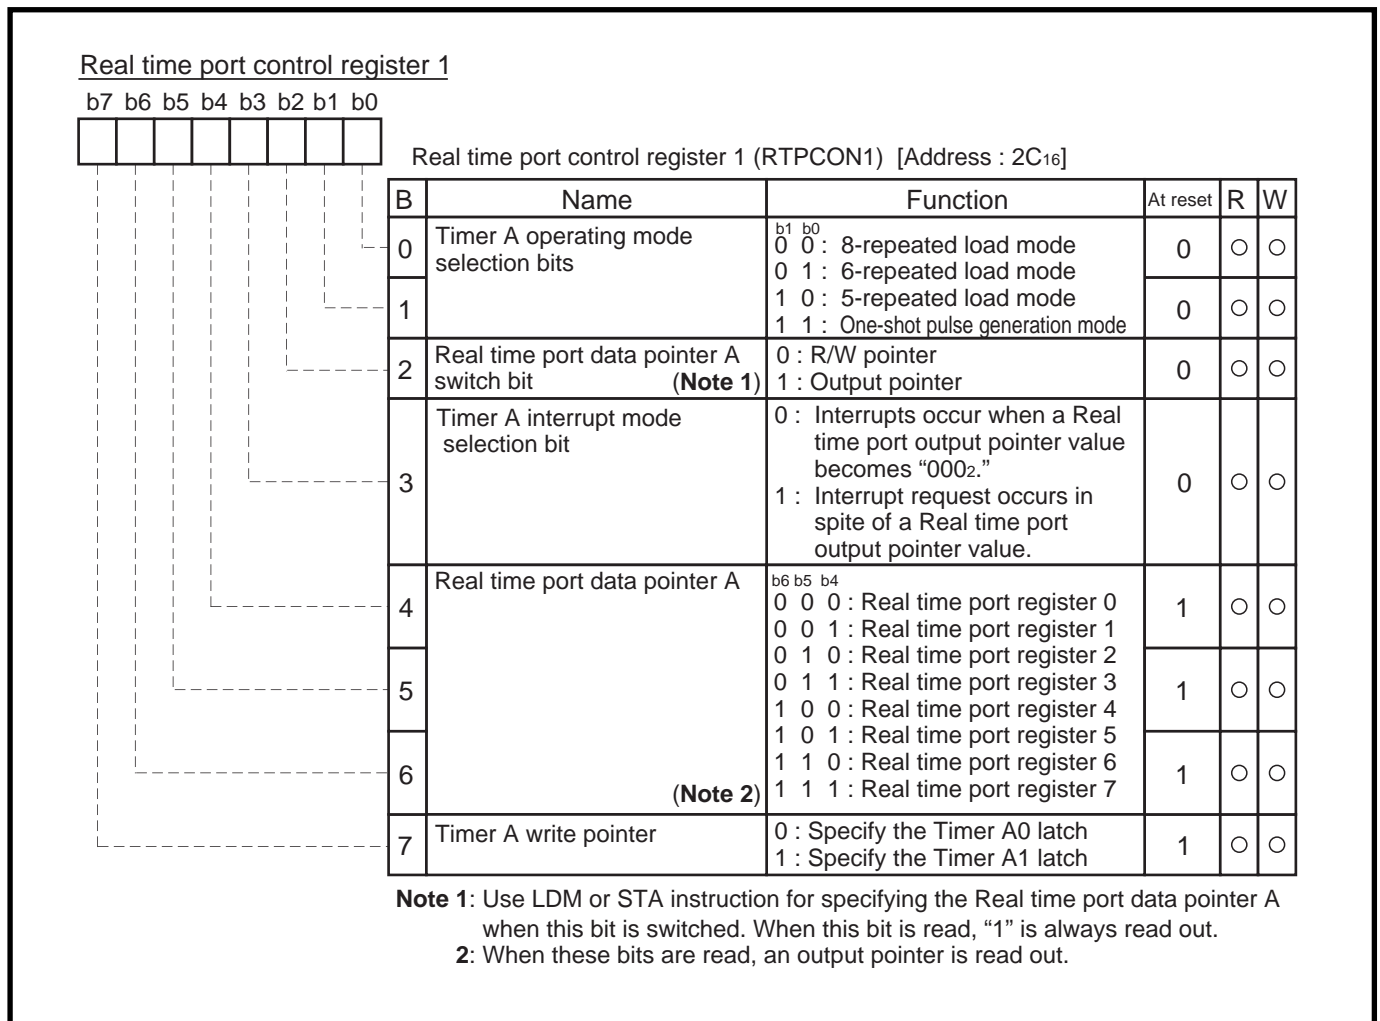 Real time port control register 1
b7 b6 b5 b4 b3 b2 b1 b0
Real time port control register 1 (RTPCON1) [Address : 2C16]
B Name Function At reset R W
0 Timer A operating mode selection bits b1 b0 0 ○ ○
0 0 : 8-repeated load mode
0 1 : 6-repeated load mode
1 1 0 : 5-repeated load mode 0 ○ ○
1 1 : One-shot pulse generation mode
2 Real time port data pointer A 0 : R/W pointer 0 ○ ○
switch bit (Note 1) 1 : Output pointer
Timer A interrupt mode 0 : Interrupts occur when a Real
selection bit time port output pointer value
becomes “0002.”
3 1 : Interrupt request occurs in 0 ○ ○
spite of a Real time port
output pointer value.
Real time port data pointer A b6 b5 b4
4 0 0 0 : Real time port register 0 1 ○ ○
0 0 1 : Real time port register 1
0 1 0 : Real time port register 2
5 0 1 1 : Real time port register 3 1 ○ ○
1 0 0 : Real time port register 4
1 0 1 : Real time port register 5
6 1 1 0 : Real time port register 6 1 ○ ○
(Note 2) 1 1 1 : Real time port register 7
7 Timer A write pointer 0 : Specify the Timer A0 latch 1 ○ ○
1 : Specify the Timer A1 latch
Note 1: Use LDM or STA instruction for specifying the Real time port data pointer A
when this bit is switched. When this bit is read, “1” is always read out.
2: When these bits are read, an output pointer is read out.